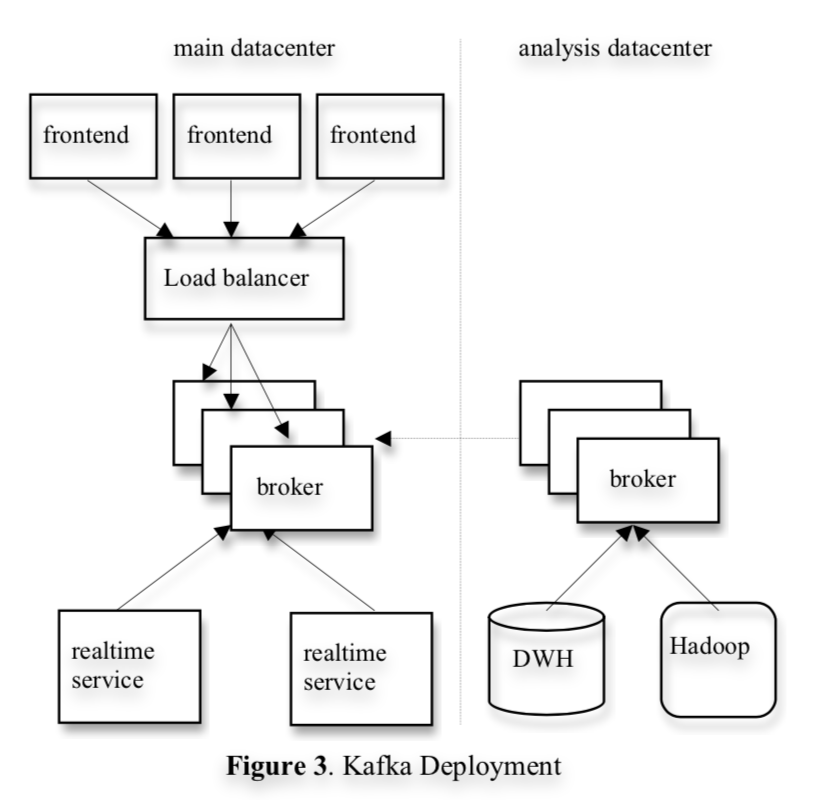 main datacenter
analysis datacenter
frontend
frontend
frontend
Load balancer
broker
broker
realtime
service
realtime
service
DWH
Hadoop
Figure 3. Kafka Deployment